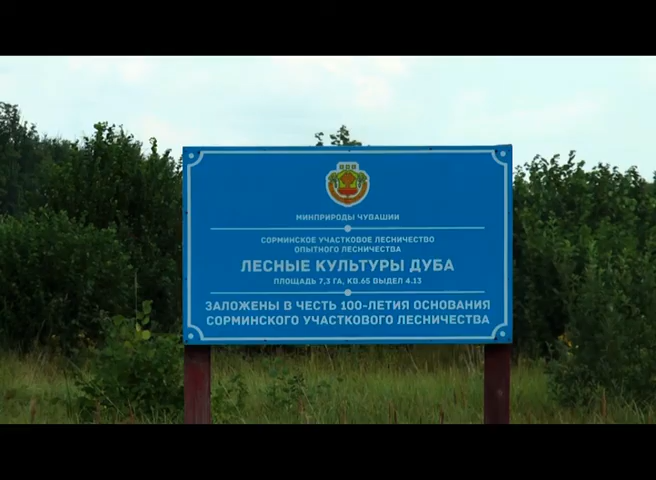 МИНПРИРОДЫ ЧУВАШИИ
СОРМИНСКОЕ УЧАСТКОВОЕ ЛЕСНИЧЕСТВО
ОПЫТНОГО ЛЕСНИЧЕСТВА
ЛЕСНЫЕ КУЛЬТУРЫ ДУБА
ПЛОЩАДЬ 7,3 ГА, КВ.65 ВЫДЕЛ 4.13
ЗАЛОЖЕНЫ В ЧЕСТЬ 100-ЛЕТИЯ ОСНОВАНИЯ
СОРМИНСКОГО УЧАСТКОВОГО ЛЕСНИЧЕСТВА